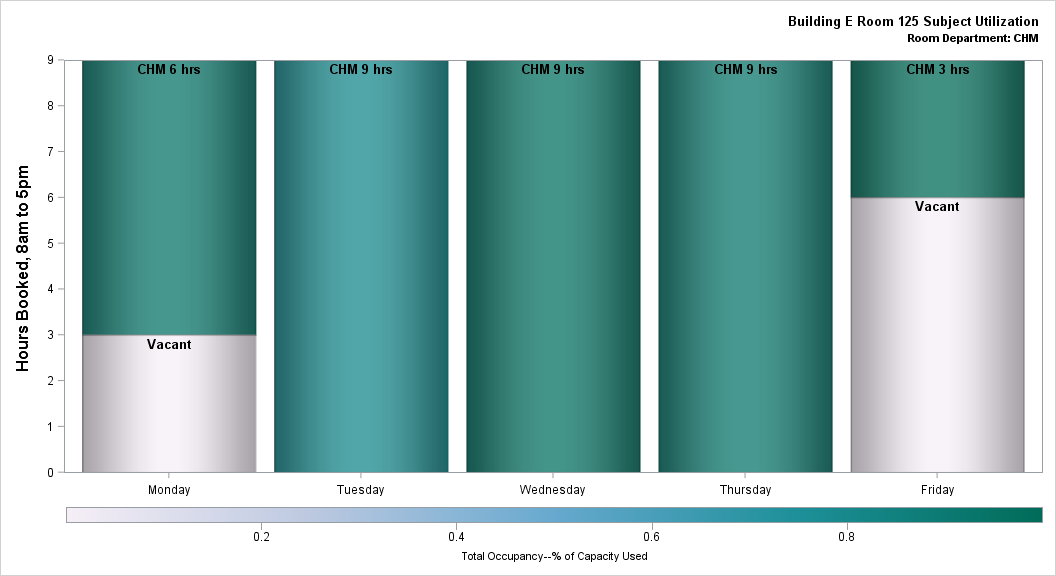 Building E Room 125 Subject Utilization
Room Department: CHM
Hours Booked, 8am to 5pm
9
8
7
6
5
4
3
2
1
0
CHM 6 hrs
CHM 9 hrs
CHM 9 hrs
CHM 9 hrs
CHM 3 hrs
Vacant
Vacant
Monday
Tuesday
Wednesday
Thursday
Friday
0.2
0.4
0.6
0.8
Total Occupancy--% of Capacity Used